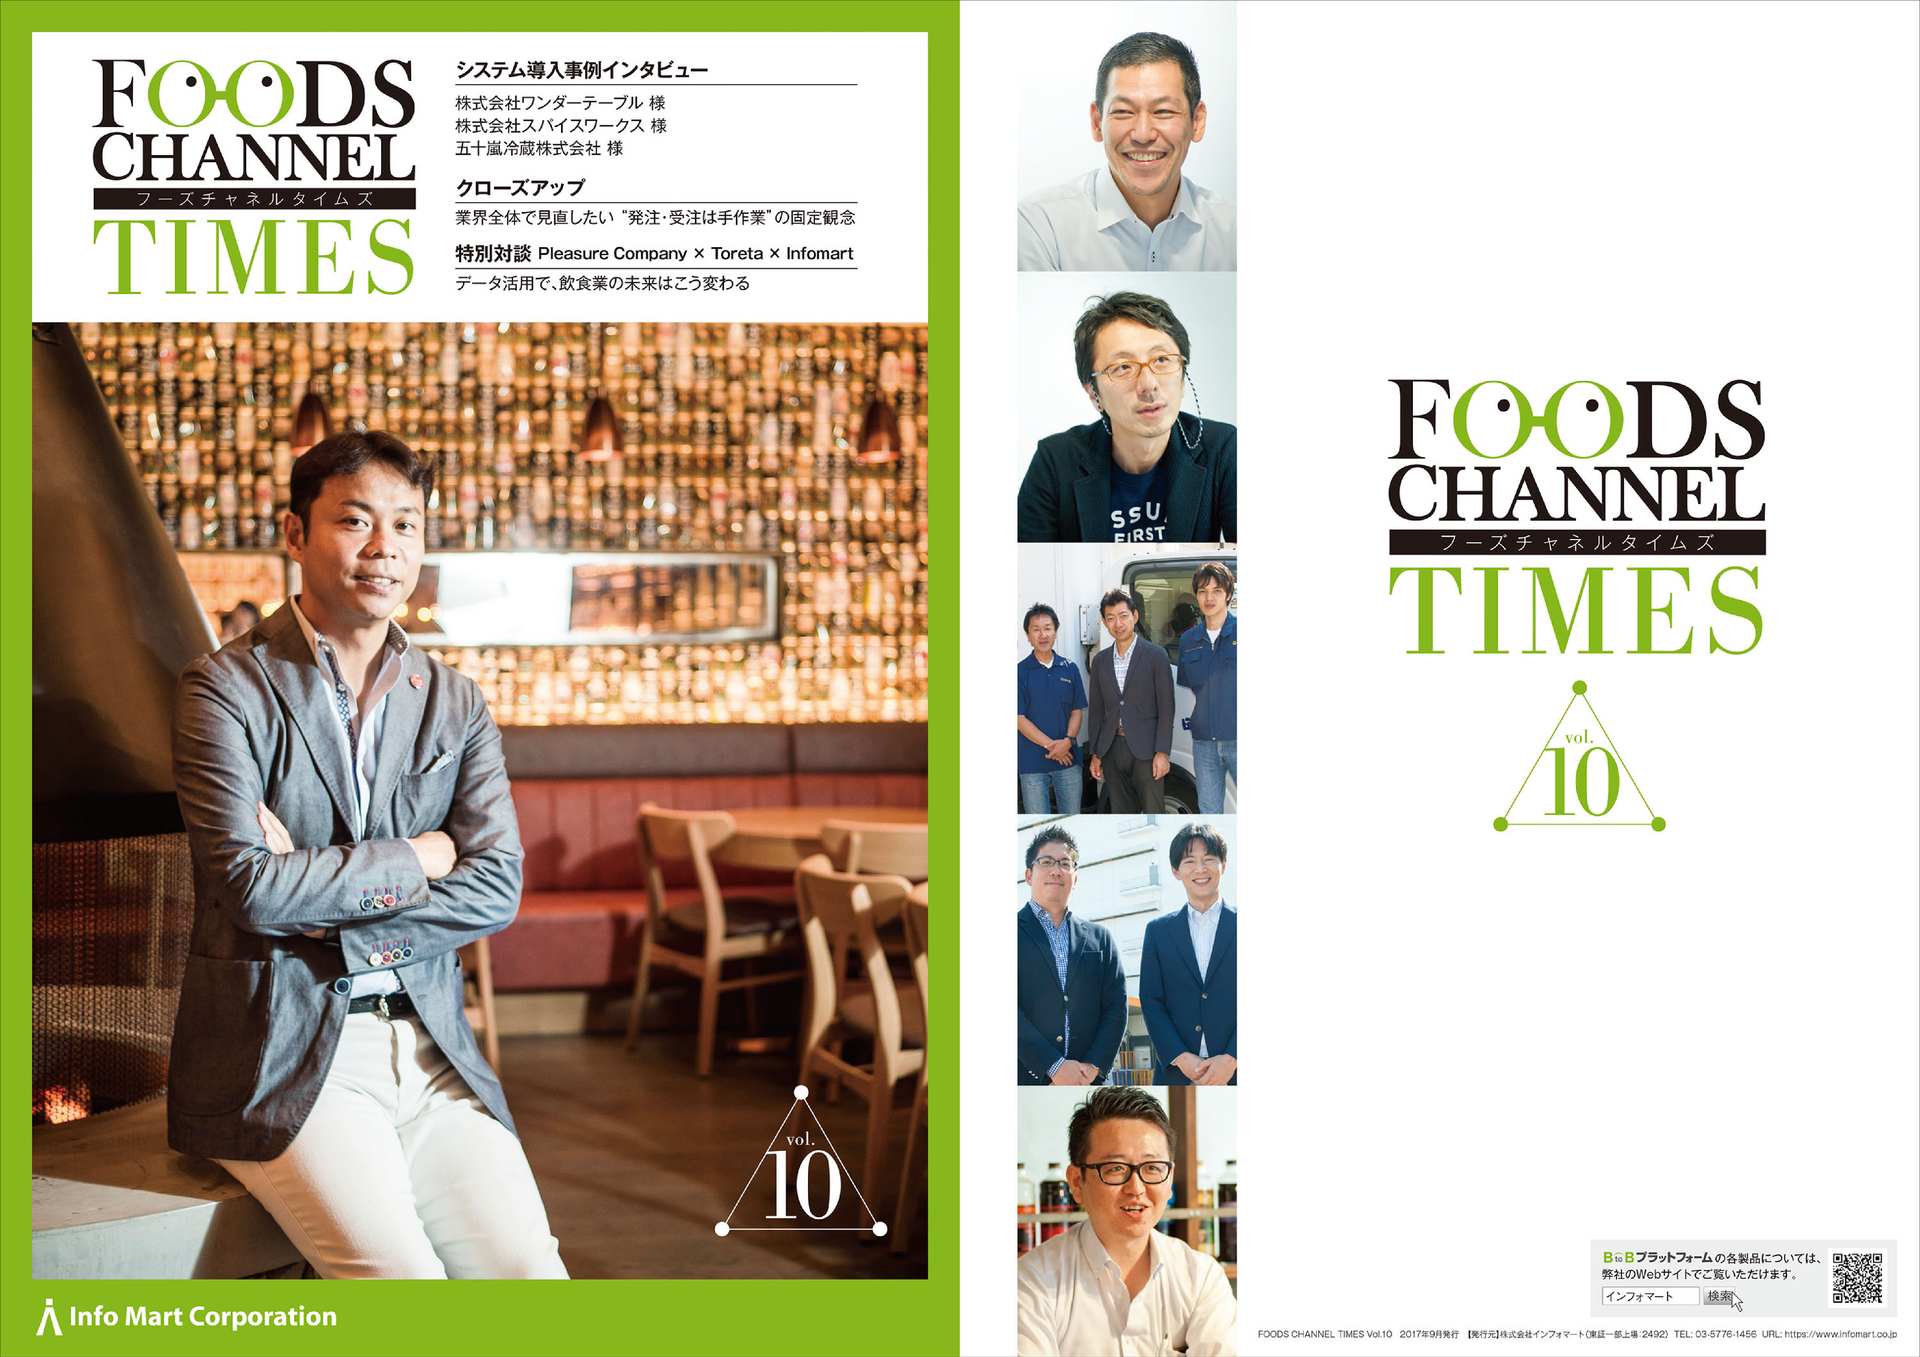 FOODS
CHANNEL
フーズチャネルタイムズ
TIMES
システム導入事例インタビュー
株式会社ワンダーテーブル 様
株式会社スパイスワークス 様
五十嵐冷蔵株式会社 様
クローズアップ
業界全体で見直したい “発注・受注は手作業”の固定観念
特別対談 Pleasure Company × Toreta × Infomart
データ活用で、飲食業の未来はこう変わる
vol.
10
Info Mart Corporation
SSU
FIRST
FOODS
CHANNEL
フーズチャネルタイムズ
TIMES
vol.
10
BtoBプラットフォームの各製品については、
弊社のWebサイトでご覧いただけます。
インフォマート 検索
FOODS CHANNEL TIMES Vol.10 2017年9月発行 【発行元】株式会社インフォマート（東証一部上場：2492） TEL: 03-5776-1456 URL: https://www.infomart.co.jp